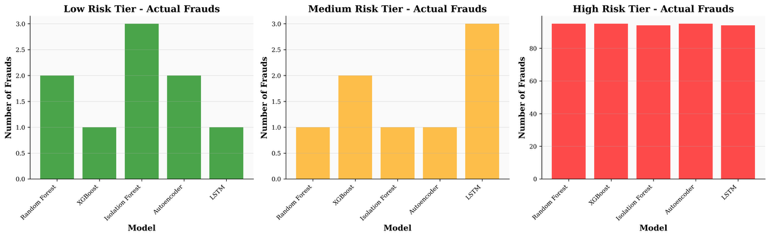 Low Risk Tier - Actual Frauds
Number of Frauds
3.0
2.5
2.0
1.5
1.0
0.5
0.0
Random Forest
XGBoost
Isolation Forest
Autoencoder
LSTM
Model
Medium Risk Tier - Actual Frauds
Number of Frauds
3.0
2.5
2.0
1.5
1.0
0.5
0.0
Random Forest
XGBoost
Isolation Forest
Autoencoder
LSTM
Model
High Risk Tier - Actual Frauds
Number of Frauds
80
60
40
20
0
Random Forest
XGBoost
Isolation Forest
Autoencoder
LSTM
Model